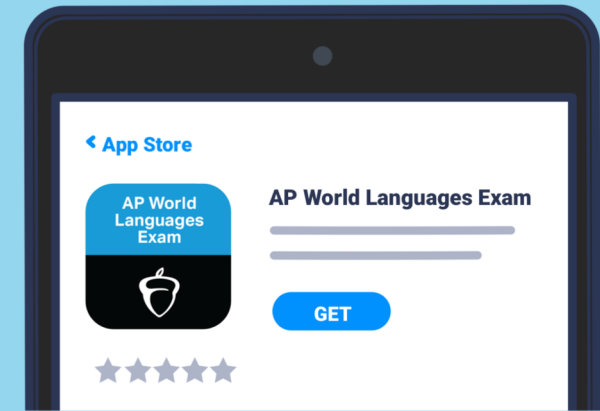 App Store
AP World
Languages
Exam
AP World Languages Exam
GET